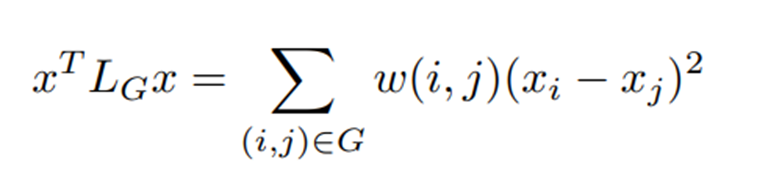 x^T L_G x = \sum_{(i,j) \in G} w(i,j)(x_i - x_j)^2